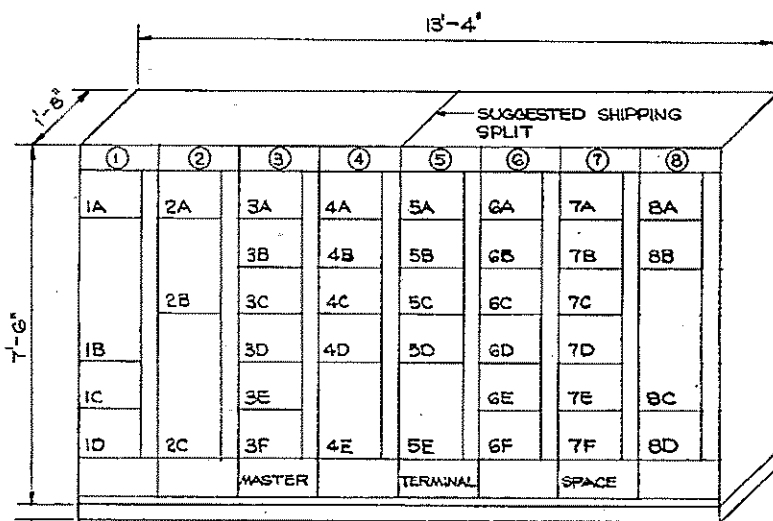 13'-4"
1'-8"
SUGGESTED SHIPPING
SPLIT
1 2 3 4 5 6 7 8
1A 2A 3A 4A 5A 6A 7A 8A
3B 4B 5B 6B 7B 8B
2B 3C 4C 5C 6C 7C
7'-6"
1B 3D 4D 5D 6D 7D
1C 3E 6E 7E 8C
1D 2C 3F 4E 5E 6F 7F 8D
MASTER TERMINAL SPACE